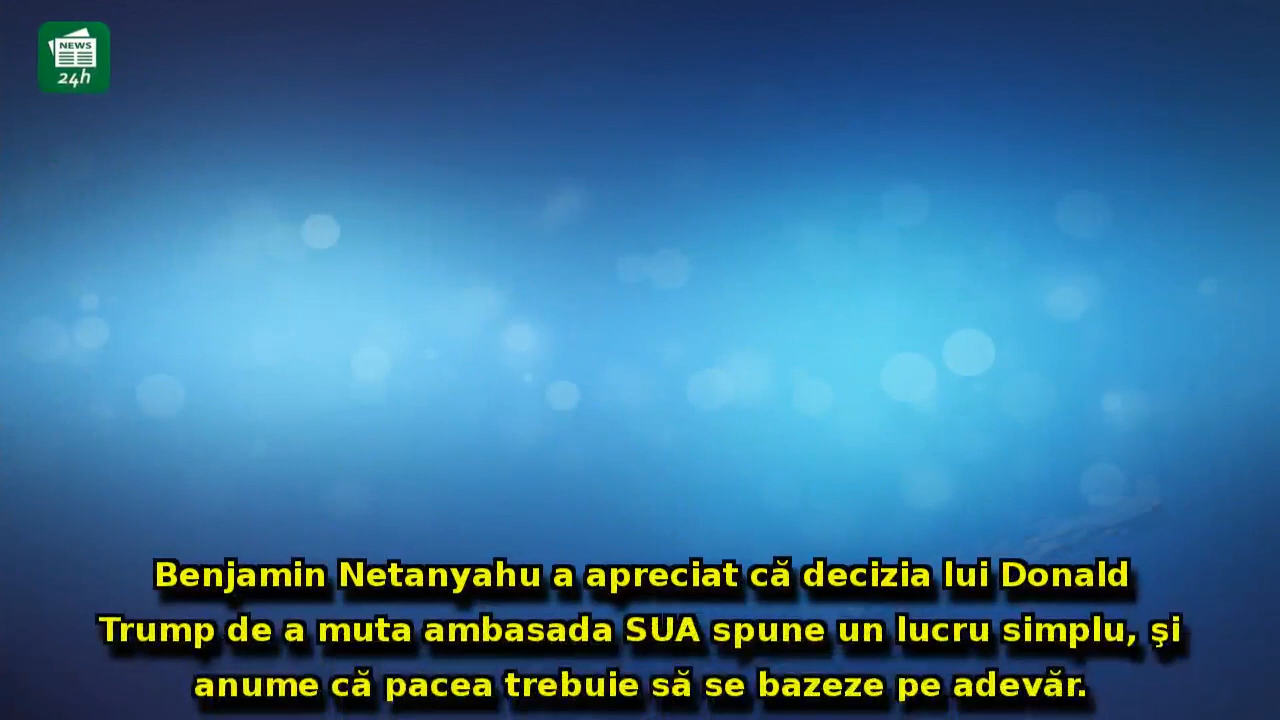 NEWS
24h
Benjamin Netanyahu a apreciat că decizia lui Donald
Trump de a muta ambasada SUA spune un lucru simplu, şi
anume că pacea trebuie să se bazeze pe adevăr.